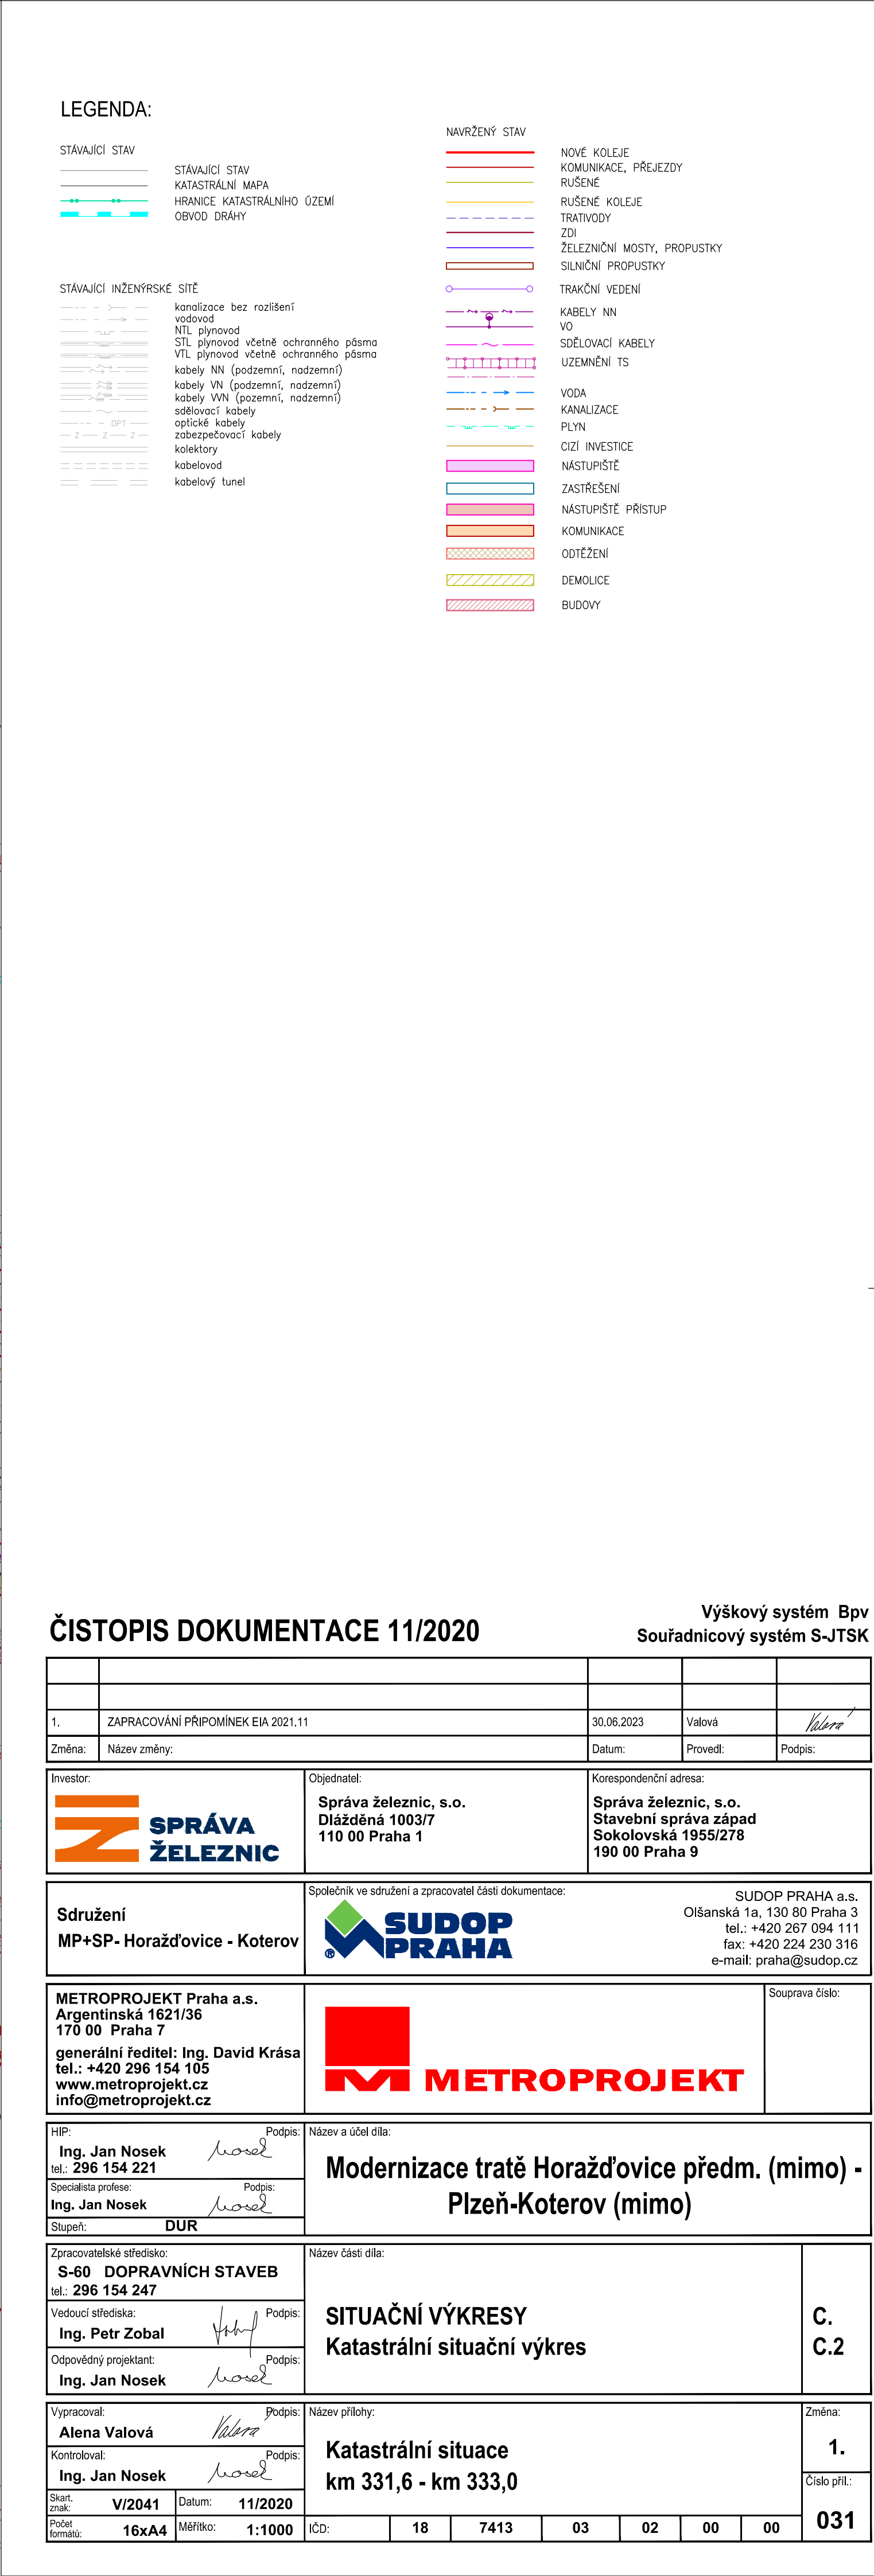 LEGENDA:
STÁVAJÍCÍ STAV
STÁVAJÍCÍ STAV
KATASTRÁLNÍ MAPA
HRANICE KATASTRÁLNÍHO ÚZEMÍ
OBVOD DRÁHY
STÁVAJÍCÍ INŽENÝRSKÉ SÍTĚ
kanalizace bez rozlišení
vodovod
NTL plynovod
STL plynovod včetně ochranného pásma
VTL plynovod včetně ochranného pásma
kabely NN (podzemní, nadzemní)
kabely VN (podzemní, nadzemní)
kabely VVN (pozemní, nadzemní)
sdělovací kabely
OPT
optické kabely
Z Z Z
zabezpečovací kabely
kolektory
kabelovod
kabelový tunel
NAVRŽENÝ STAV
NOVÉ KOLEJE
KOMUNIKACE, PŘEJEZDY
RUŠENÉ
RUŠENÉ KOLEJE
TRATIVODY
ZDI
ŽELEZNIČNÍ MOSTY, PROPUSTKY
SILNIČNÍ PROPUSTKY
TRAKČNÍ VEDENÍ
KABELY NN
VO
SDĚLOVACÍ KABELY
UZEMNĚNÍ TS
VODA
KANALIZACE
PLYN
CIZÍ INVESTICE
NÁSTUPIŠTĚ
ZASTŘEŠENÍ
NÁSTUPIŠTĚ PŘÍSTUP
KOMUNIKACE
ODTĚŽENÍ
DEMOLICE
BUDOVY
ČISTOPIS DOKUMENTACE 11/2020
Výškový systém Bpv
Souřadnicový systém S-JTSK
1. ZAPRACOVÁNÍ PŘIPOMÍNEK EIA 2021.11 30.06.2023 Valová Valová
Změna: Název změny: Datum: Provedl: Podpis:
Investor:
SPRÁVA
ŽELEZNIC
Objednatel:
Správa železnic, s.o.
Dlážděná 1003/7
110 00 Praha 1
Korespondenční adresa:
Správa železnic, s.o.
Stavební správa západ
Sokolovská 1955/278
190 00 Praha 9
Sdružení
MP+SP- Horažďovice - Koterov
Společník ve sdružení a zpracovatel části dokumentace:
® SUDOP
PRAHA
SUDOP PRAHA a.s.
Olšanská 1a, 130 80 Praha 3
tel.: +420 267 094 111
fax: +420 224 230 316
e-mail: praha@sudop.cz
METROPROJEKT Praha a.s.
Argentinská 1621/36
170 00 Praha 7
generální ředitel: Ing. David Krása
tel.: +420 296 154 105
www.metroprojekt.cz
info@metroprojekt.cz
METROPROJEKT
Souprava číslo:
HIP: Podpis:
Ing. Jan Nosek Nosek
tel.: 296 154 221
Specialista profese: Podpis:
Ing. Jan Nosek Nosek
Stupeň: DUR
Název a účel díla:
Modernizace tratě Horažďovice předm. (mimo) -
Plzeň-Koterov (mimo)
Zpracovatelské středisko:
S-60 DOPRAVNÍCH STAVEB
tel.: 296 154 247
Vedoucí střediska: Podpis:
Ing. Petr Zobal
Odpovědný projektant: Podpis:
Ing. Jan Nosek Nosek
Název části díla:
SITUAČNÍ VÝKRESY
Katastrální situační výkres
C.
C.2
Vypracoval: Podpis:
Alena Valová Valová
Kontroloval: Podpis:
Ing. Jan Nosek Nosek
Skart.
znak: V/2041 Datum: 11/2020
Počet
formátů: 16xA4 Měřítko: 1:1000
Název přílohy:
Katastrální situace
km 331,6 - km 333,0
IČD: 18 7413 03 02 00 00
Změna:
1.
Číslo příl.:
031